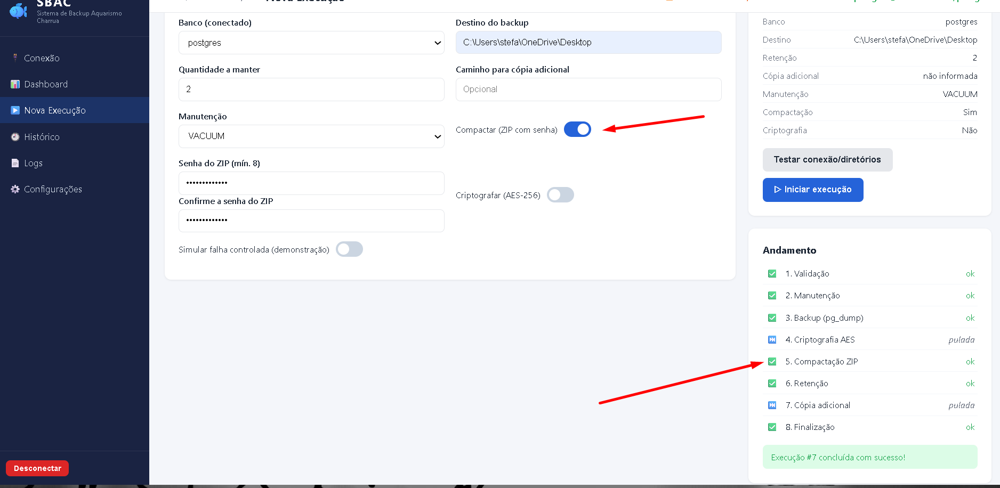 SBAC
Sistema de Backup Aquarismo
Charrua
Conexão
Dashboard
Nova Execução
Histórico
Logs
Configurações
Desconectar
Nova Execução
Banco (conectado)
postgres
Destino do backup
C:\Users\stefa\OneDrive\Desktop
Quantidade a manter
2
Caminho para cópia adicional
Opcional
Manutenção
VACUUM
Compactar (ZIP com senha)
Senha do ZIP (mín. 8)
•••••••••••••
Criptografar (AES-256)
Confirme a senha do ZIP
•••••••••••••
Simular falha controlada (demonstração)
Banco postgres
Destino C:\Users\stefa\OneDrive\Desktop
Retenção 2
Cópia adicional não informada
Manutenção VACUUM
Compactação Sim
Criptografia Não
Testar conexão/diretórios
Iniciar execução
Andamento
1. Validação ok
2. Manutenção ok
3. Backup (pg_dump) ok
4. Criptografia AES pulada
5. Compactação ZIP ok
6. Retenção ok
7. Cópia adicional pulada
8. Finalização ok
Execução #7 concluída com sucesso!